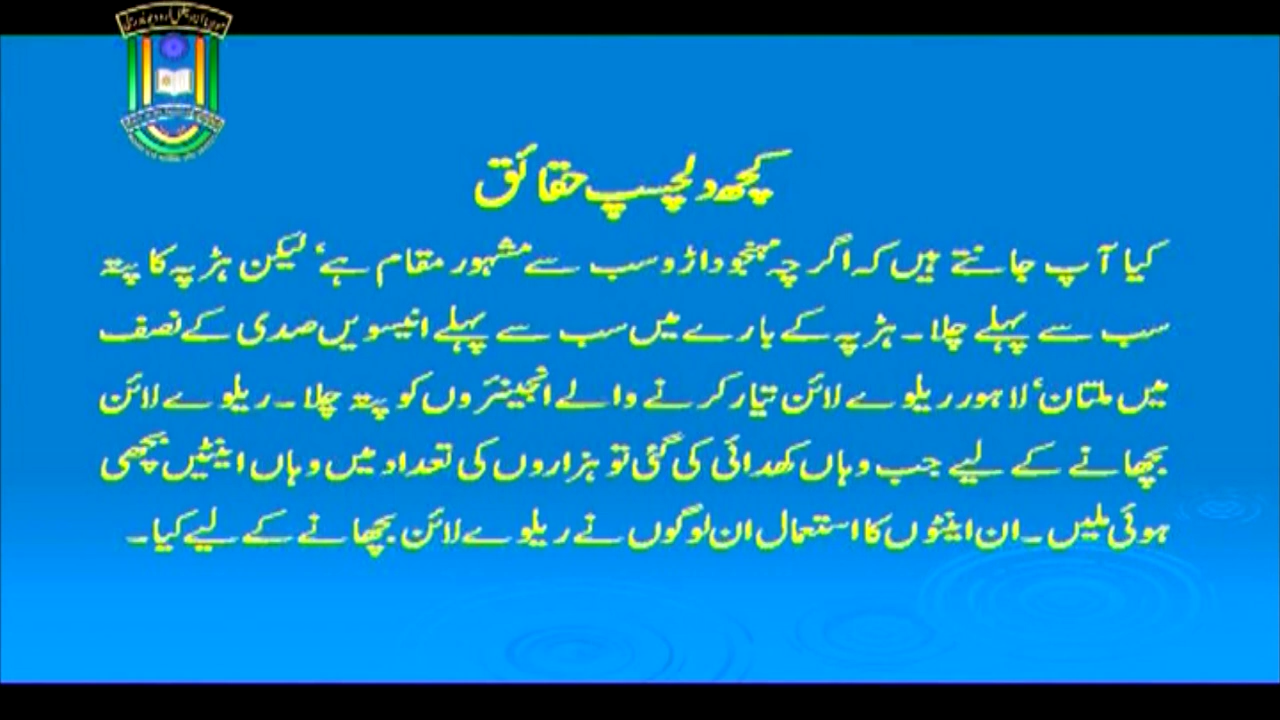 کچھ دلچسپ حقائق
کیا آپ جانتے ہیں کہ اگر چہ مہنجوداڑو سب سے مشہور مقام ہے، لیکن ہڑپہ کا پتہ
سب سے پہلے چلا۔ ہڑپہ کے بارے میں سب سے پہلے انیسویں صدی کے نصف
میں ملتان، لاہور ریلوے لائن تیار کرنے والے انجینئروں کو پتہ چلا۔ ریلوے لائن
بچھانے کے لیے جب وہاں کھدائی کی گئی تو ہزاروں کی تعداد میں وہاں اینٹیں بچھی
ہوئی ملیں۔ ان اینٹوں کا استعمال ان لوگوں نے ریلوے لائن بچھانے کے لیے کیا۔